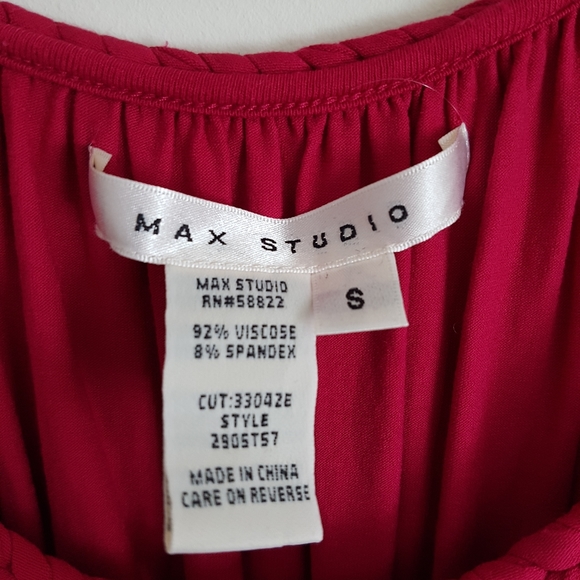 MAX STUDIO
S
MAX STUDIO
RN#58822
92% VISCOSE
8% SPANDEX
CUT:33042E
STYLE
2905T57
MADE IN CHINA
CARE ON REVERSE